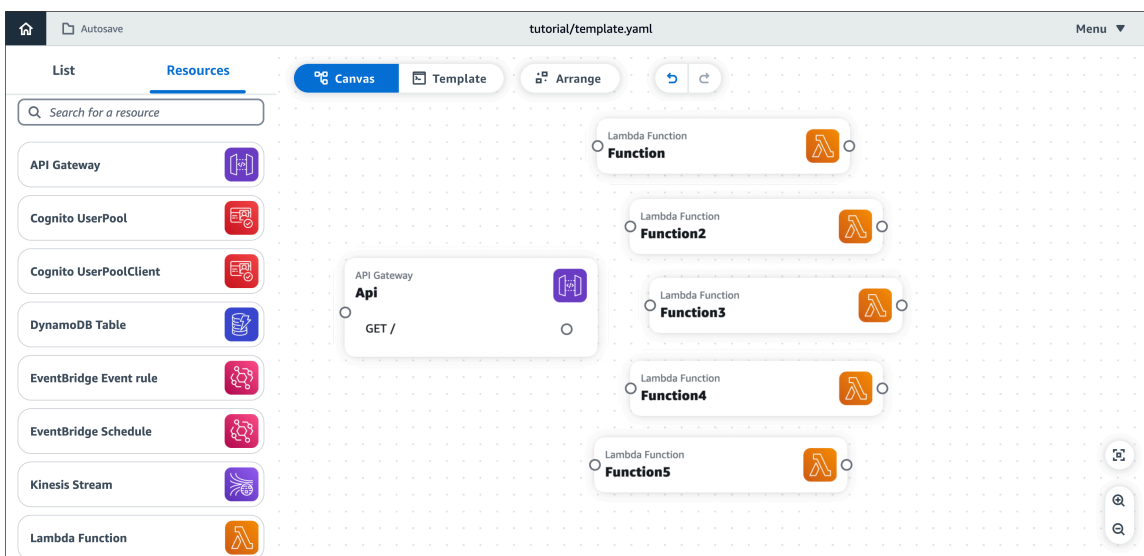 Autosave
tutorial/template.yaml
Menu
List
Resources
Canvas
Template
Arrange
Search for a resource
API Gateway
Cognito UserPool
Cognito UserPoolClient
DynamoDB Table
EventBridge Event rule
EventBridge Schedule
Kinesis Stream
Lambda Function
API Gateway
Api
GET /
Lambda Function
Function
Lambda Function
Function2
Lambda Function
Function3
Lambda Function
Function4
Lambda Function
Function5